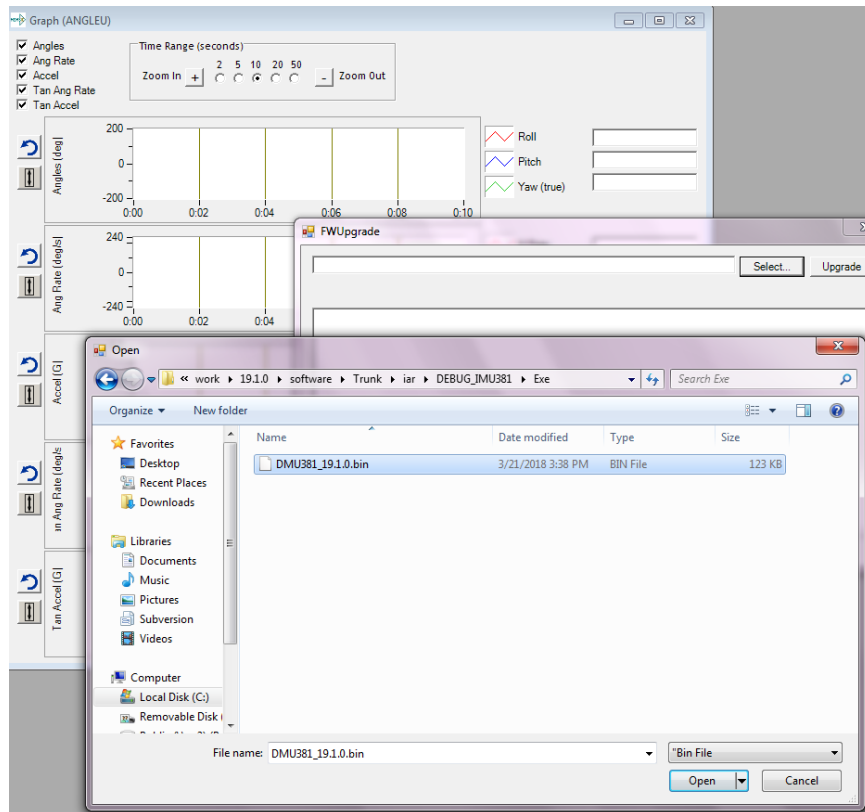 Graph (ANGLEU)
Angles
Ang Rate
Accel
Tan Ang Rate
Tan Accel
Time Range (seconds)
2 5 10 20 50
Zoom In + - Zoom Out
Angles (deg)
200
0
-200
0:00 0:02 0:04 0:06 0:08 0:10
Roll
Pitch
Yaw (true)
Ang Rate (deg/s)
240
0
-240
0:00 0:02 0:04
FWUpgrade
Select... Upgrade
Accel (G)
an Ang Rate (deg/s
Tan Accel (G)
Open
« work 19.1.0 software Trunk iar DEBUG_IMU381 Exe
Search Exe
Organize New folder
Name Date modified Type Size
DMU381_19.1.0.bin 3/21/2018 3:38 PM BIN File 123 KB
Favorites
Desktop
Recent Places
Downloads
Libraries
Documents
Music
Pictures
Subversion
Videos
Computer
Local Disk (C:)
Removable Disk
File name: DMU381_19.1.0.bin
"Bin File
Open Cancel